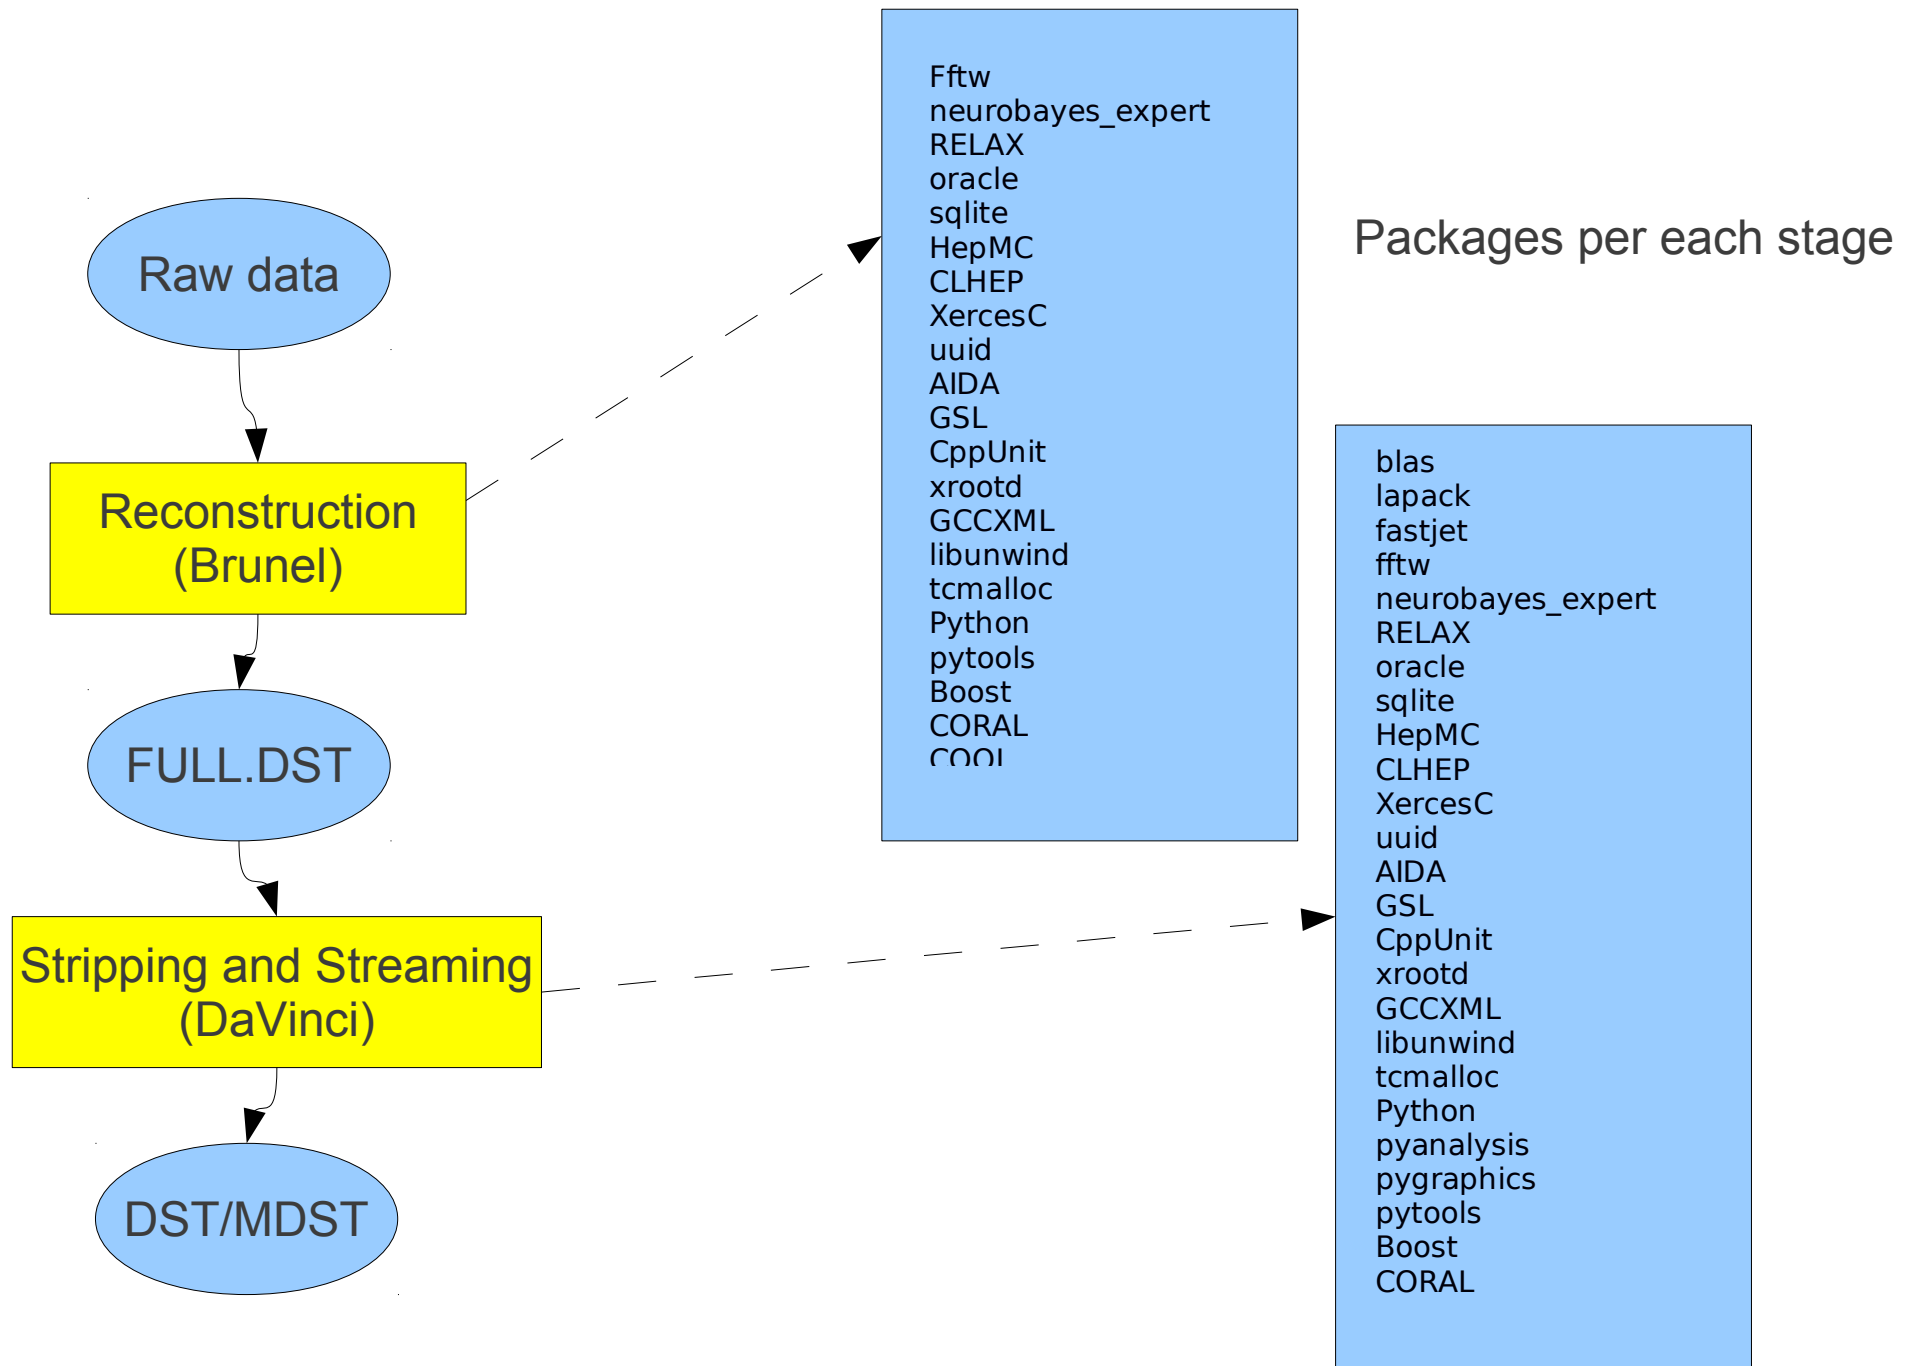 Raw data
Reconstruction
(Brunel)
FULL.DST
Stripping and Streaming
(DaVinci)
DST/MDST
Fftw
neurobayes_expert
RELAX
oracle
sqlite
HepMC
CLHEP
XercesC
uuid
AIDA
GSL
CppUnit
xrootd
GCCXML
libunwind
tcmalloc
Python
pytools
Boost
CORAL
COOL
Packages per each stage
blas
lapack
fastjet
fftw
neurobayes_expert
RELAX
oracle
sqlite
HepMC
CLHEP
XercesC
uuid
AIDA
GSL
CppUnit
xrootd
GCCXML
libunwind
tcmalloc
Python
pyanalysis
pygraphics
pytools
Boost
CORAL